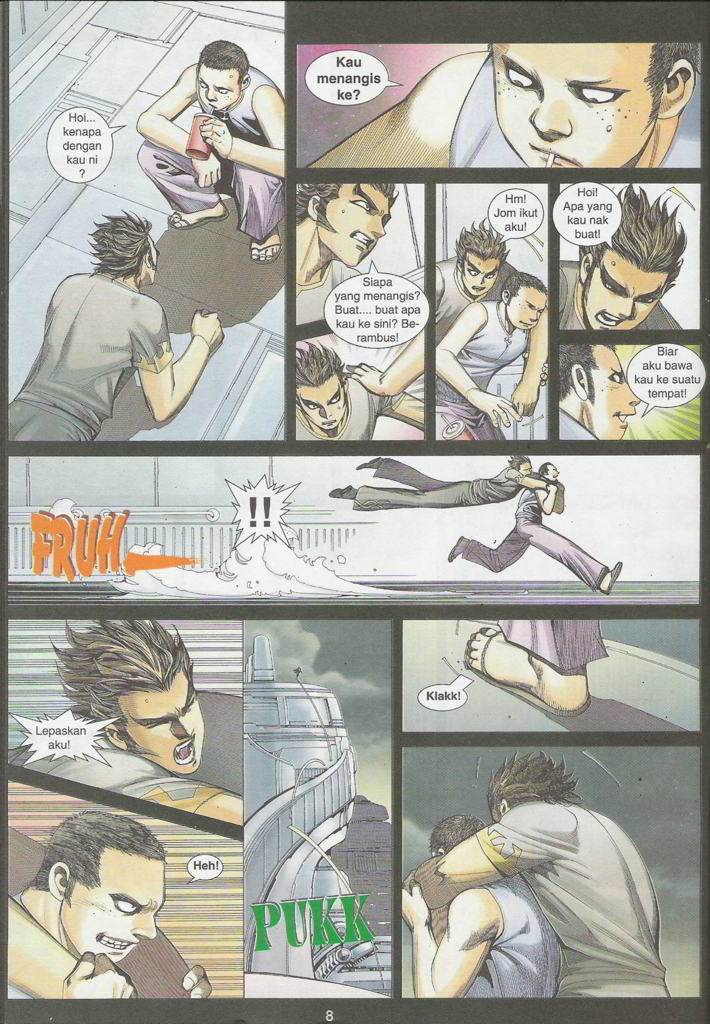 Hoi...
kenapa
dengan
kau ni
?
Kau
menangis
ke?
Siapa
yang menangis?
Buat.... buat apa
kau ke sini? Be-
rambus!
Hm!
Jom ikut
aku!
Hoi!
Apa yang
kau nak
buat!
Biar
aku bawa
kau ke suatu
tempat!
FRUH
!!
Lepaskan
aku!
Heh!
PUKK
Klakk!
8